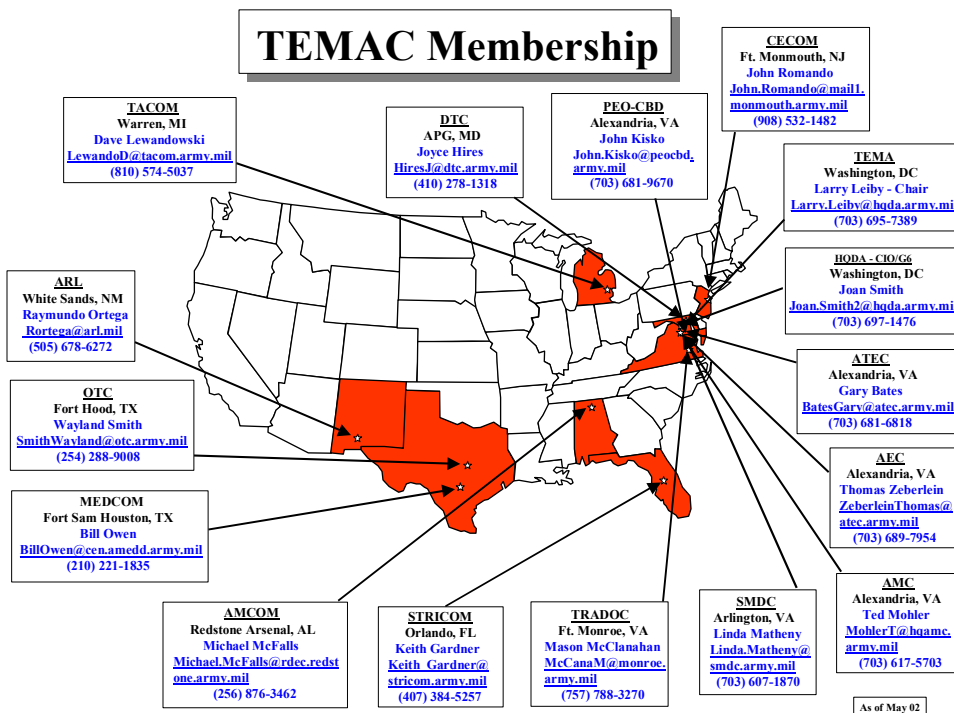 TEMAC Membership
CECOM
Ft. Monmouth, NJ
John Romando
John.Romando@mail1.
monmouth.army.mil
(908) 532-1482
TACOM
Warren, MI
Dave Lewandowski
LewandoD@tacom.army.mil
(810) 574-5037
DTC
APG, MD
Joyce Hires
HiresJ@dtc.army.mil
(410) 278-1318
PEO-CBD
Alexandria, VA
John Kisko
John.Kisko@peocbd.
army.mil
(703) 681-9670
TEMA
Washington, DC
Larry Leiby - Chair
Larry.Leiby@hqda.army.mi
(703) 695-7389
HQDA - CIO/G6
Washington, DC
Joan Smith
Joan.Smith2@hqda.army.mi
(703) 697-1476
ARL
White Sands, NM
Raymundo Ortega
Rortega@arl.mil
(505) 678-6272
ATEC
Alexandria, VA
Gary Bates
BatesGary@atec.army.mil
(703) 681-6818
OTC
Fort Hood, TX
Wayland Smith
SmithWayland@otc.army.mil
(254) 288-9008
AEC
Alexandria, VA
Thomas Zeberlein
ZeberleinThomas@
atec.army.mil
(703) 689-7954
MEDCOM
Fort Sam Houston, TX
Bill Owen
BillOwen@cen.amedd.army.mil
(210) 221-1835
AMC
Alexandria, VA
Ted Mohler
MohlerT@hqamc.
army.mil
(703) 617-5703
AMCOM
Redstone Arsenal, AL
Michael McFalls
Michael.McFalls@rdec.redst
one.army.mil
(256) 876-3462
STRICOM
Orlando, FL
Keith Gardner
Keith_Gardner@
stricom.army.mil
(407) 384-5257
TRADOC
Ft. Monroe, VA
Mason McClanahan
McCanaM@monroe.
army.mil
(757) 788-3270
SMDC
Arlington, VA
Linda Matheny
Linda.Matheny@
smdc.army.mil
(703) 607-1870
As of May 02